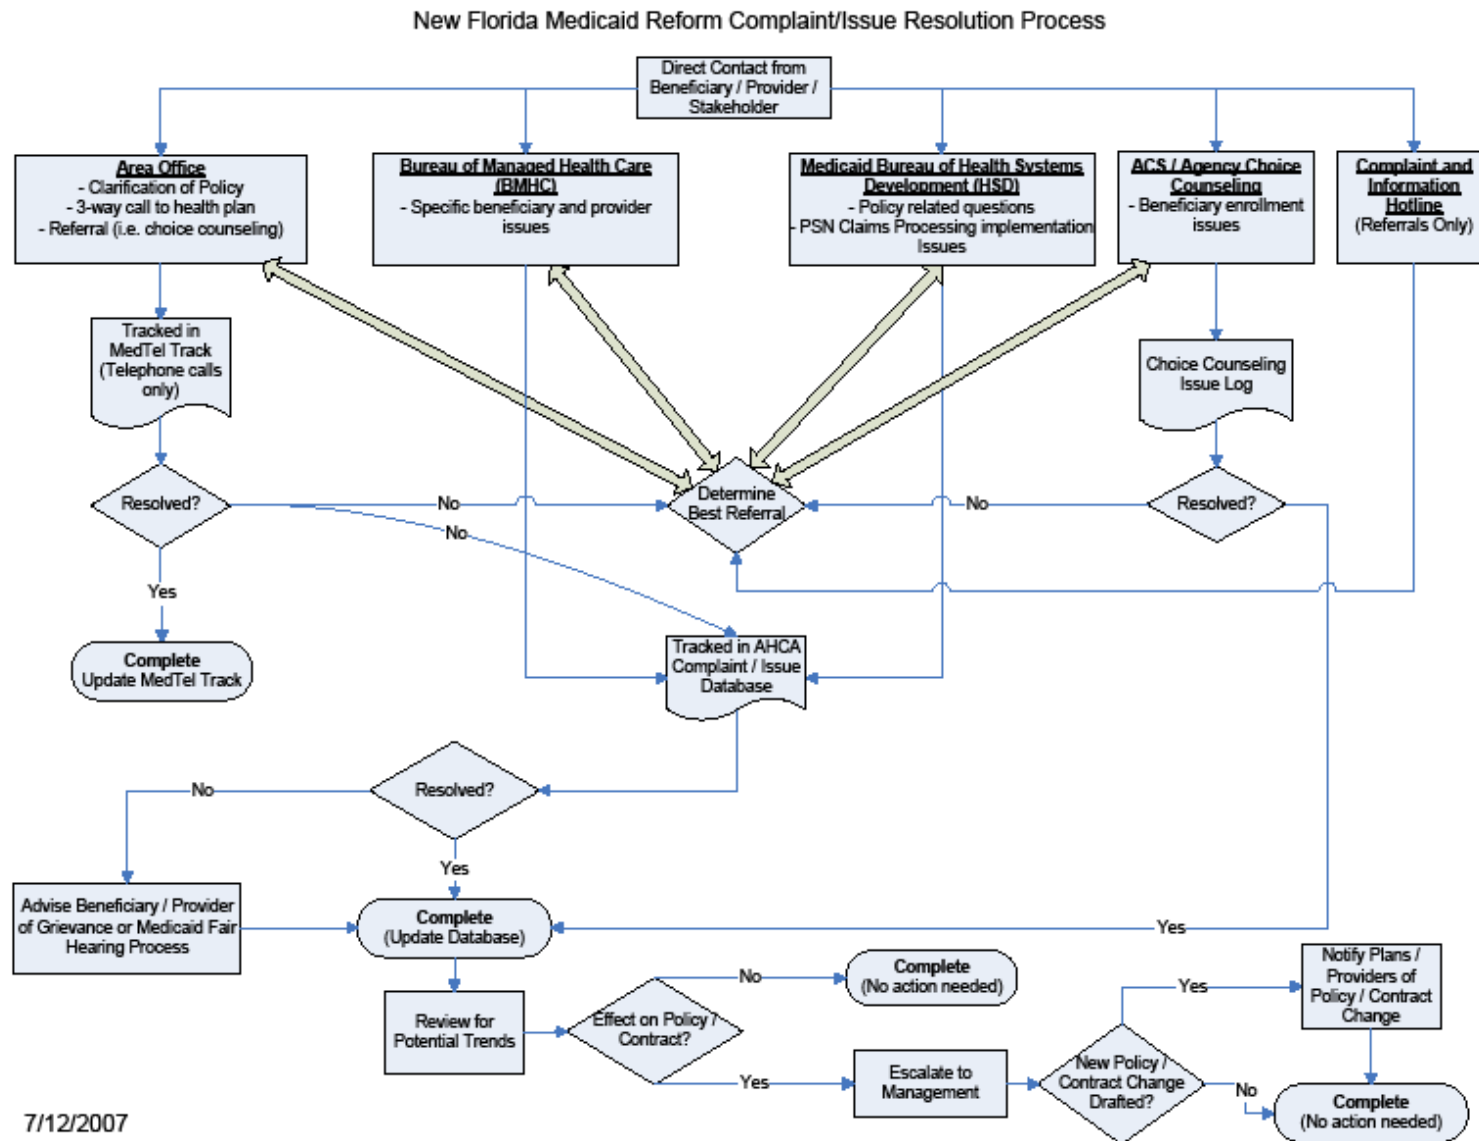 New Florida Medicaid Reform Complaint/Issue Resolution Process
Direct Contact from
Beneficiary / Provider /
Stakeholder
Area Office
- Clarification of Policy
- 3-way call to health plan
- Referral (i.e. choice counseling)
Bureau of Managed Health Care
(BMHC)
- Specific beneficiary and provider
issues
Medicaid Bureau of Health Systems
Development (HSD)
- Policy related questions
- PSN Claims Processing implementation
Issues
ACS / Agency Choice
Counseling
- Beneficiary enrollment
issues
Complaint and
Information
Hotline
(Referrals Only)
Tracked in
MedTel Track
(Telephone calls
only)
Choice Counseling
Issue Log
Resolved?
No
No
Determine
Best Referral
No
Resolved?
Yes
Complete
Update MedTel Track
Tracked in AHCA
Complaint / Issue
Database
No
Resolved?
Yes
Advise Beneficiary / Provider
of Grievance or Medicaid Fair
Hearing Process
Complete
(Update Database)
Yes
Review for
Potential Trends
Effect on Policy /
Contract?
No
Complete
(No action needed)
Yes
Escalate to
Management
New Policy /
Contract Change
Drafted?
Yes
Notify Plans /
Providers of
Policy / Contract
Change
No
Complete
(No action needed)
7/12/2007